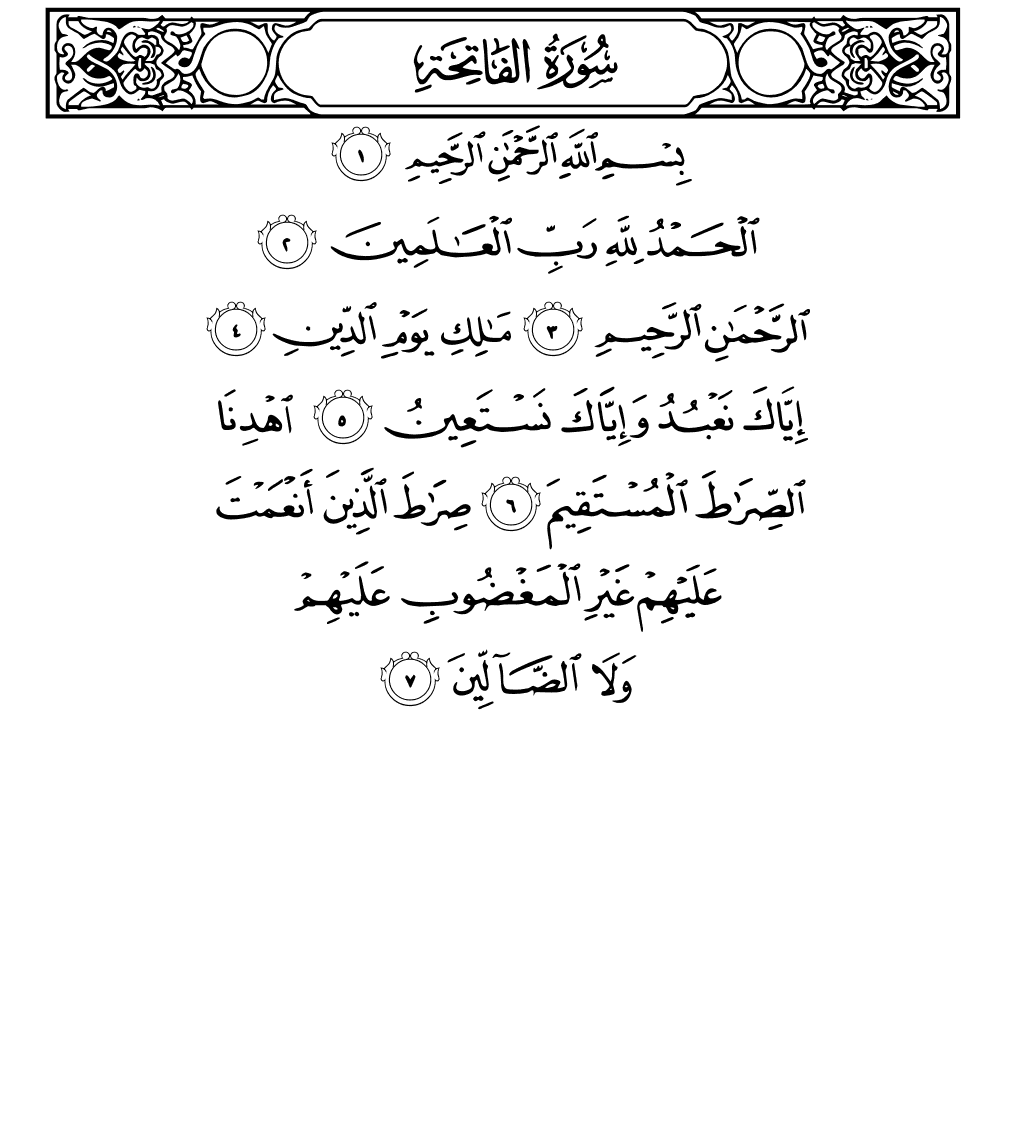 سُورَةُ الفَاتِحَةِ
بِسْمِ ٱللَّهِ ٱلرَّحْمَٰنِ ٱلرَّحِيمِ ١
ٱلْحَمْدُ لِلَّهِ رَبِّ ٱلْعَٰلَمِينَ ٢
ٱلرَّحْمَٰنِ ٱلرَّحِيمِ ٣ مَٰلِكِ يَوْمِ ٱلدِّينِ ٤
إِيَّاكَ نَعْبُدُ وَإِيَّاكَ نَسْتَعِينُ ٥ ٱهْدِنَا
ٱلصِّرَٰطَ ٱلْمُسْتَقِيمَ ٦ صِرَٰطَ ٱلَّذِينَ أَنْعَمْتَ
عَلَيْهِمْ غَيْرِ ٱلْمَغْضُوبِ عَلَيْهِمْ
وَلَا ٱلضَّآلِّينَ ٧